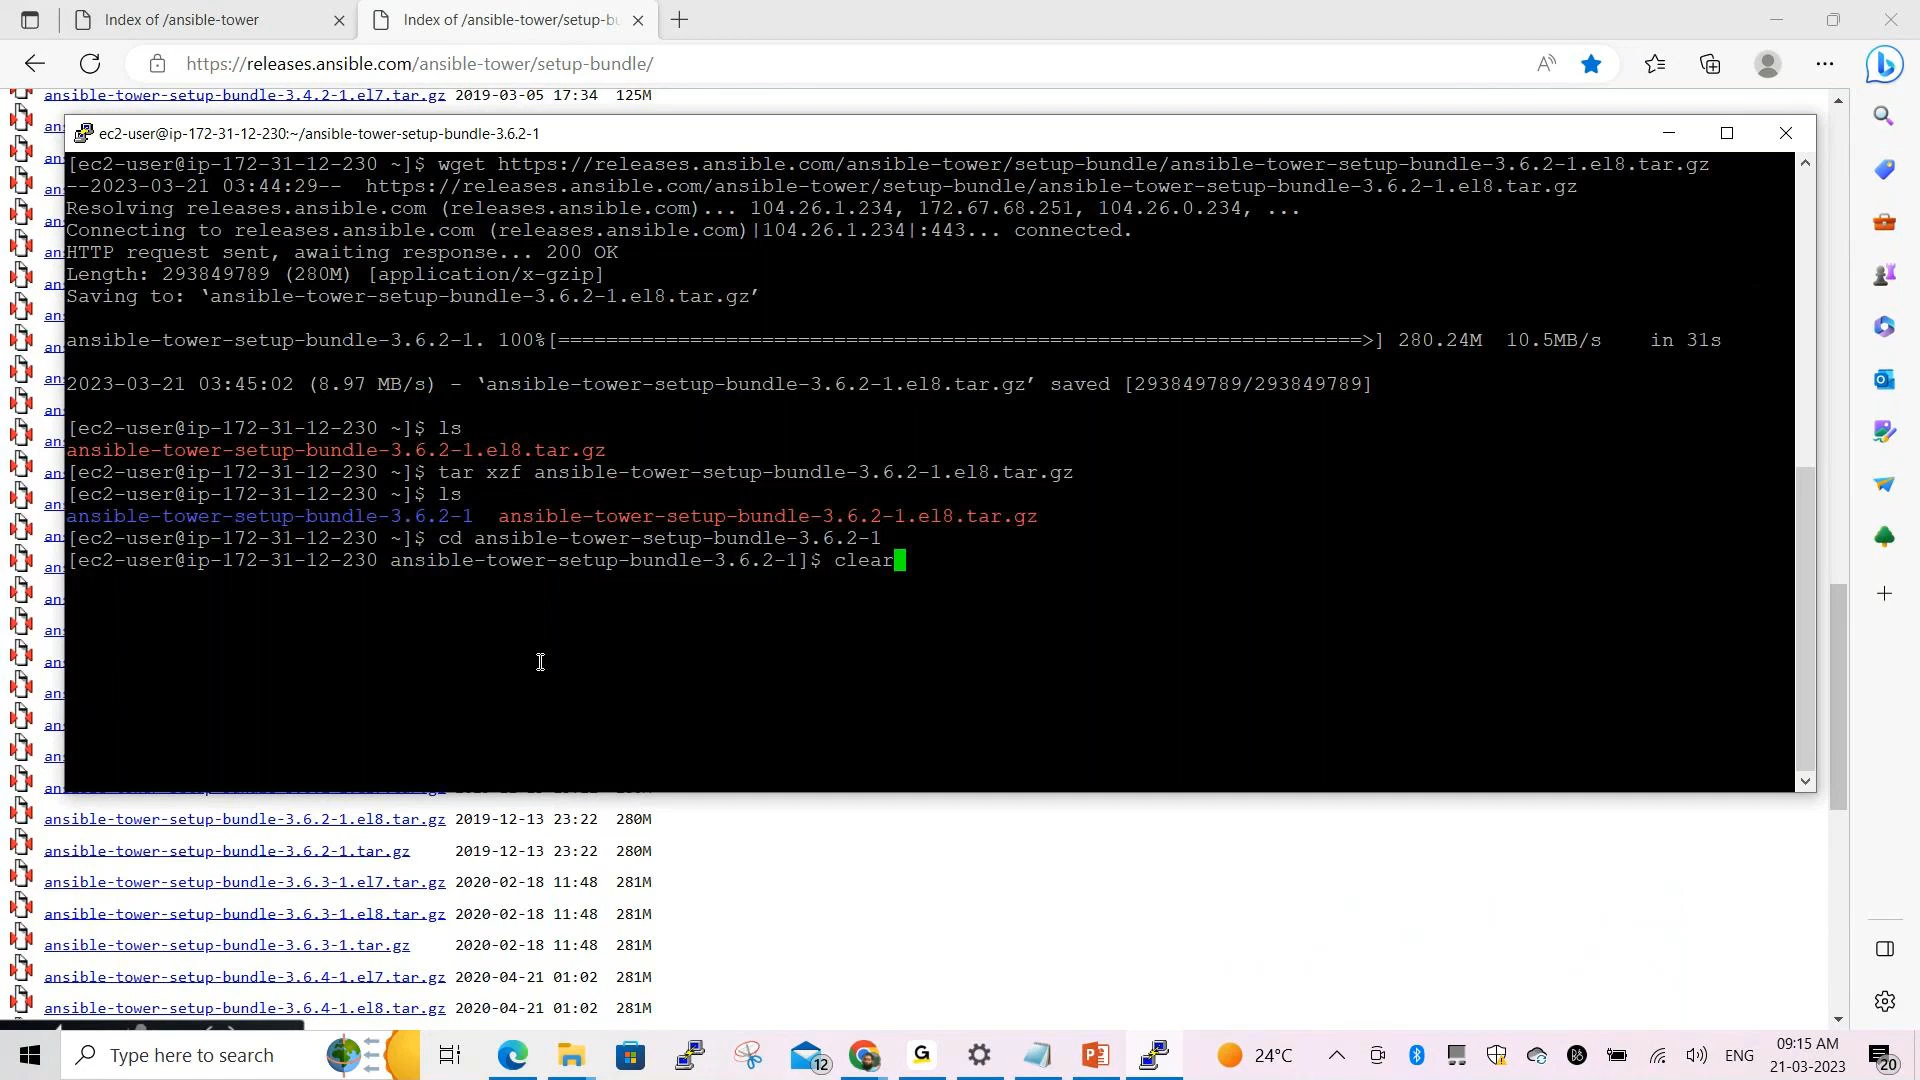 Index of /ansible-tower
Index of /ansible-tower/setup-bu
https://releases.ansible.com/ansible-tower/setup-bundle/
ansible-tower-setup-bundle-3.4.2-1.el7.tar.gz 2019-03-05 17:34 125M
ec2-user@ip-172-31-12-230:~/ansible-tower-setup-bundle-3.6.2-1
[ec2-user@ip-172-31-12-230 ~]$ wget https://releases.ansible.com/ansible-tower/setup-bundle/ansible-tower-setup-bundle-3.6.2-1.el8.tar.gz
--2023-03-21 03:44:29-- https://releases.ansible.com/ansible-tower/setup-bundle/ansible-tower-setup-bundle-3.6.2-1.el8.tar.gz
Resolving releases.ansible.com (releases.ansible.com)... 104.26.1.234, 172.67.68.251, 104.26.0.234, ...
Connecting to releases.ansible.com (releases.ansible.com)|104.26.1.234|:443... connected.
HTTP request sent, awaiting response... 200 OK
Length: 293849789 (280M) [application/x-gzip]
Saving to: ‘ansible-tower-setup-bundle-3.6.2-1.el8.tar.gz’
ansible-tower-setup-bundle-3.6.2-1. 100%[===================================================================>] 280.24M 10.5MB/s in 31s
2023-03-21 03:45:02 (8.97 MB/s) - ‘ansible-tower-setup-bundle-3.6.2-1.el8.tar.gz’ saved [293849789/293849789]
[ec2-user@ip-172-31-12-230 ~]$ ls
ansible-tower-setup-bundle-3.6.2-1.el8.tar.gz
[ec2-user@ip-172-31-12-230 ~]$ tar xzf ansible-tower-setup-bundle-3.6.2-1.el8.tar.gz
[ec2-user@ip-172-31-12-230 ~]$ ls
ansible-tower-setup-bundle-3.6.2-1 ansible-tower-setup-bundle-3.6.2-1.el8.tar.gz
[ec2-user@ip-172-31-12-230 ~]$ cd ansible-tower-setup-bundle-3.6.2-1
[ec2-user@ip-172-31-12-230 ansible-tower-setup-bundle-3.6.2-1]$ clear
ansible-tower-setup-bundle-3.6.2-1.el8.tar.gz 2019-12-13 23:22 280M
ansible-tower-setup-bundle-3.6.2-1.tar.gz 2019-12-13 23:22 280M
ansible-tower-setup-bundle-3.6.3-1.el7.tar.gz 2020-02-18 11:48 281M
ansible-tower-setup-bundle-3.6.3-1.el8.tar.gz 2020-02-18 11:48 281M
ansible-tower-setup-bundle-3.6.3-1.tar.gz 2020-02-18 11:48 281M
ansible-tower-setup-bundle-3.6.4-1.el7.tar.gz 2020-04-21 01:02 281M
ansible-tower-setup-bundle-3.6.4-1.el8.tar.gz 2020-04-21 01:02 281M
Type here to search
12
24°C
ENG
09:15 AM
21-03-2023
20